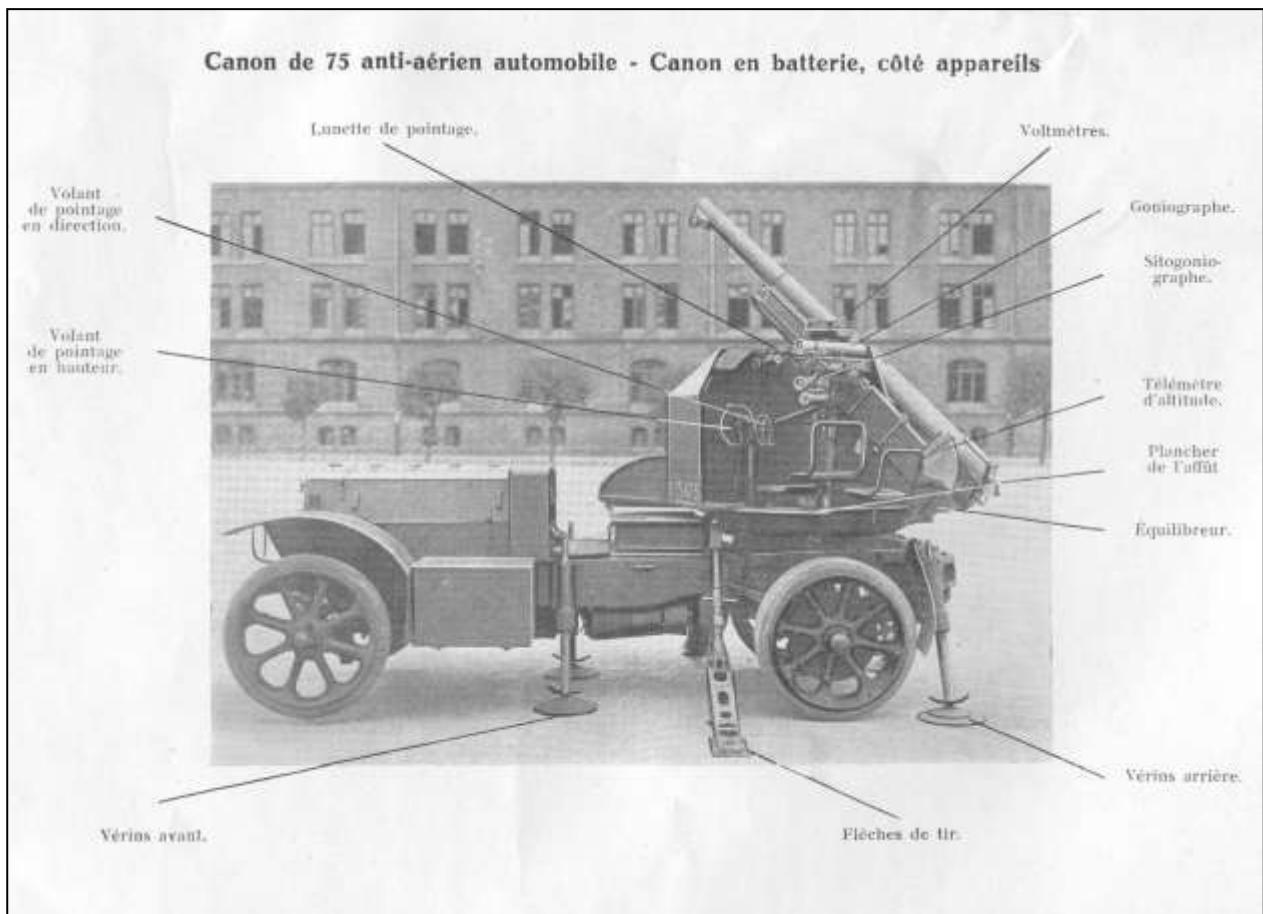 Canon de 75 anti-aérien automobile - Canon en batterie, côté appareils
Lunette de pointage.
Voltmètres.
Volant
de pointage
en direction.
Goniographe.
Sitogonio-
graphe.
Volant
de pointage
en hauteur.
Télémètre
d'altitude.
Plancher
de l'affût
Équilibreur.
Vérins arrière.
Vérins avant.
Flèches de tir.